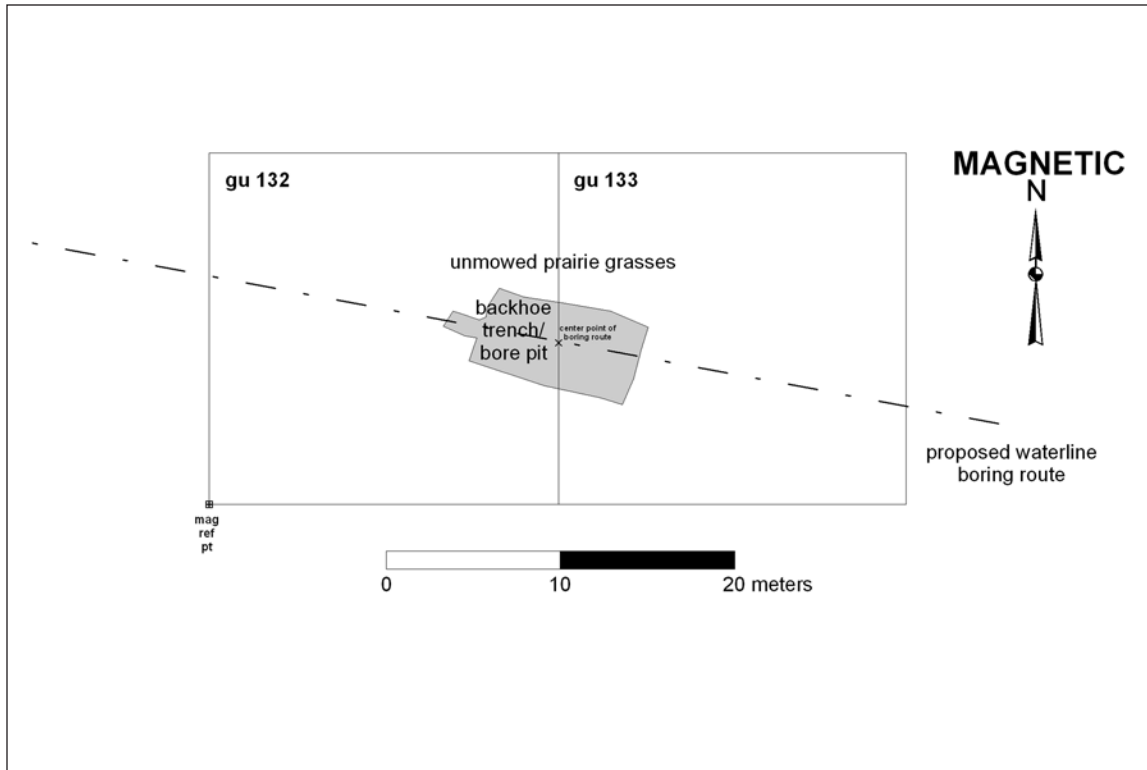 gu 132
gu 133
MAGNETIC
N
unmowed prairie grasses
backhoe
trench/
bore pit
center point of
boring route
proposed waterline
boring route
mag
ref
pt
0
10
20 meters